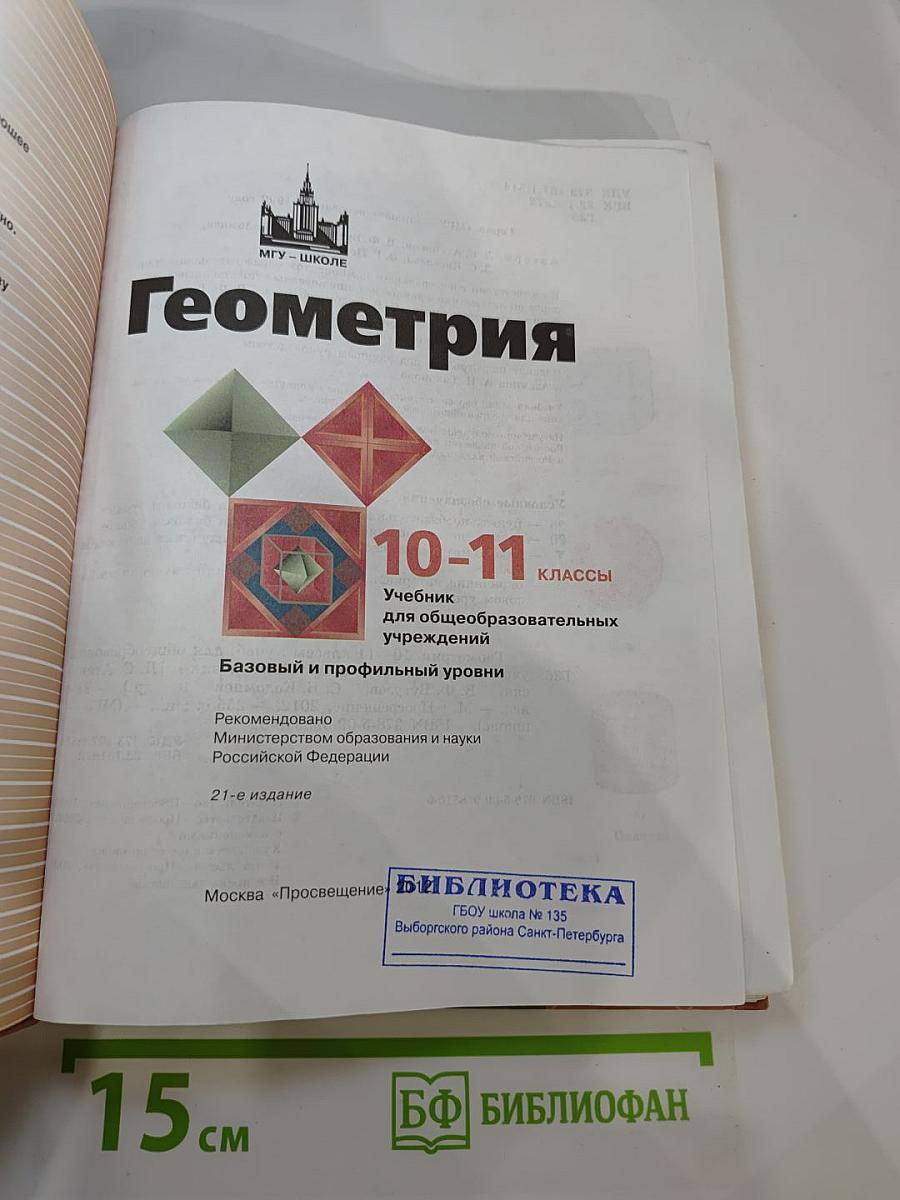 МГУ – ШКОЛЕ
Геометрия
10-11 КЛАССЫ
Учебник
для общеобразовательных
учреждений
Базовый и профильный уровни
Рекомендовано
Министерством образования и науки
Российской Федерации
21-е издание
Москва «Просвещение» 2012
БИБЛИОТЕКА
ГБОУ школа № 135
Выборгского района Санкт-Петербурга
15 см
БФ БИБЛИОФАН